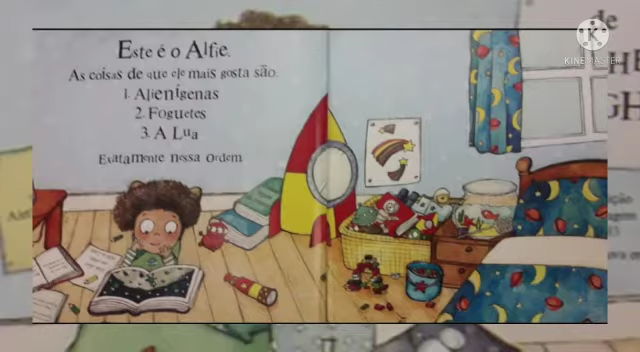 Este é o Alfie.
As coisas de que ele mais gosta são.
1. Alienígenas
2. Foguetes
3. A Lua
Exatamente nessa ordem
de
KINEMASTER